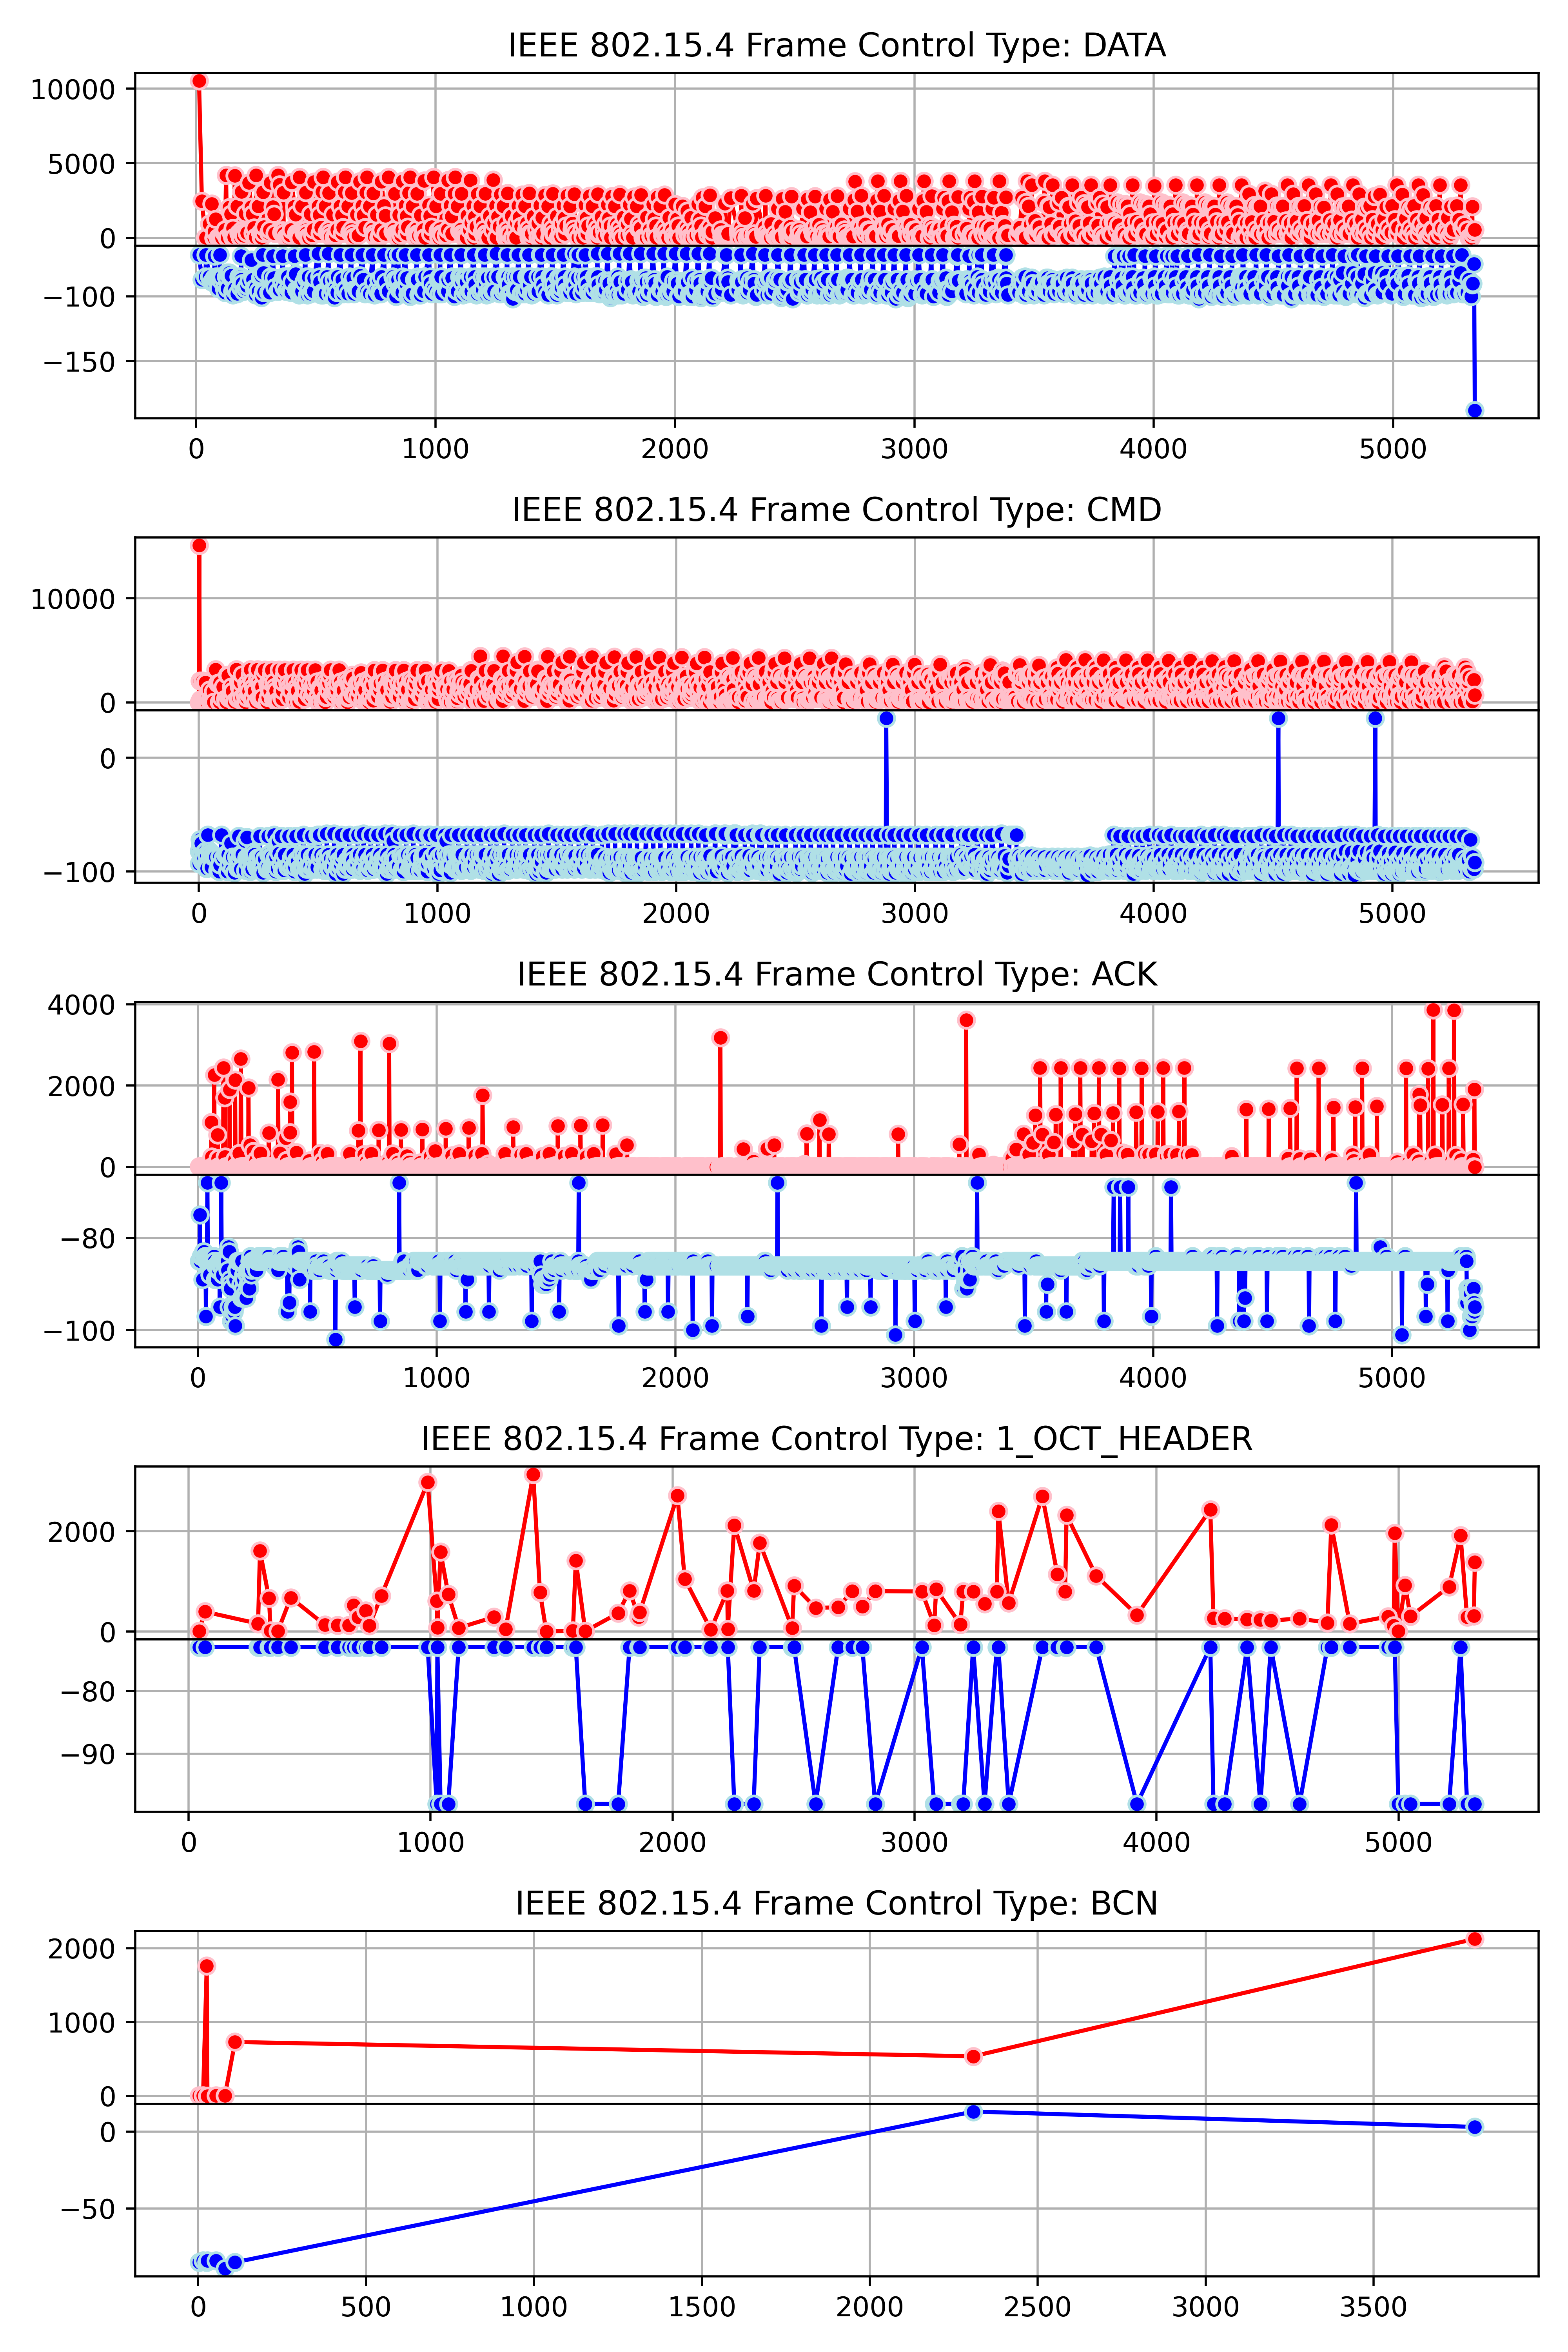 IEEE 802.15.4 Frame Control Type: DATA
10000
5000
0
−100
−150
0 1000 2000 3000 4000 5000
IEEE 802.15.4 Frame Control Type: CMD
10000
0
0
−100
0 1000 2000 3000 4000 5000
IEEE 802.15.4 Frame Control Type: ACK
4000
2000
0
−80
−100
0 1000 2000 3000 4000 5000
IEEE 802.15.4 Frame Control Type: 1_OCT_HEADER
2000
0
−80
−90
0 1000 2000 3000 4000 5000
IEEE 802.15.4 Frame Control Type: BCN
2000
1000
0
0
−50
0 500 1000 1500 2000 2500 3000 3500